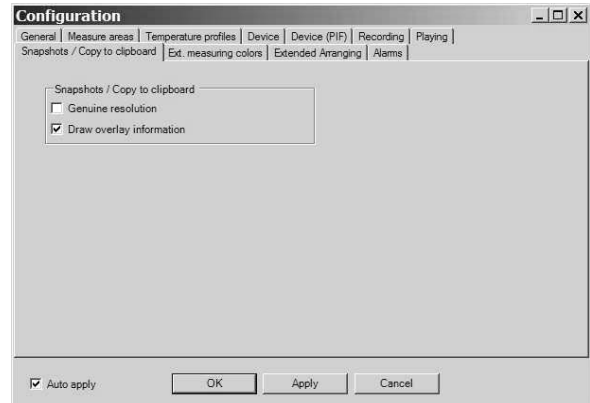 Configuration
General Measure areas Temperature profiles Device Device (PIF) Recording Playing
Snapshots / Copy to clipboard Ext. measuring colors Extended Arranging Alarms
Snapshots / Copy to clipboard
Genuine resolution
Draw overlay information
Auto apply OK Apply Cancel